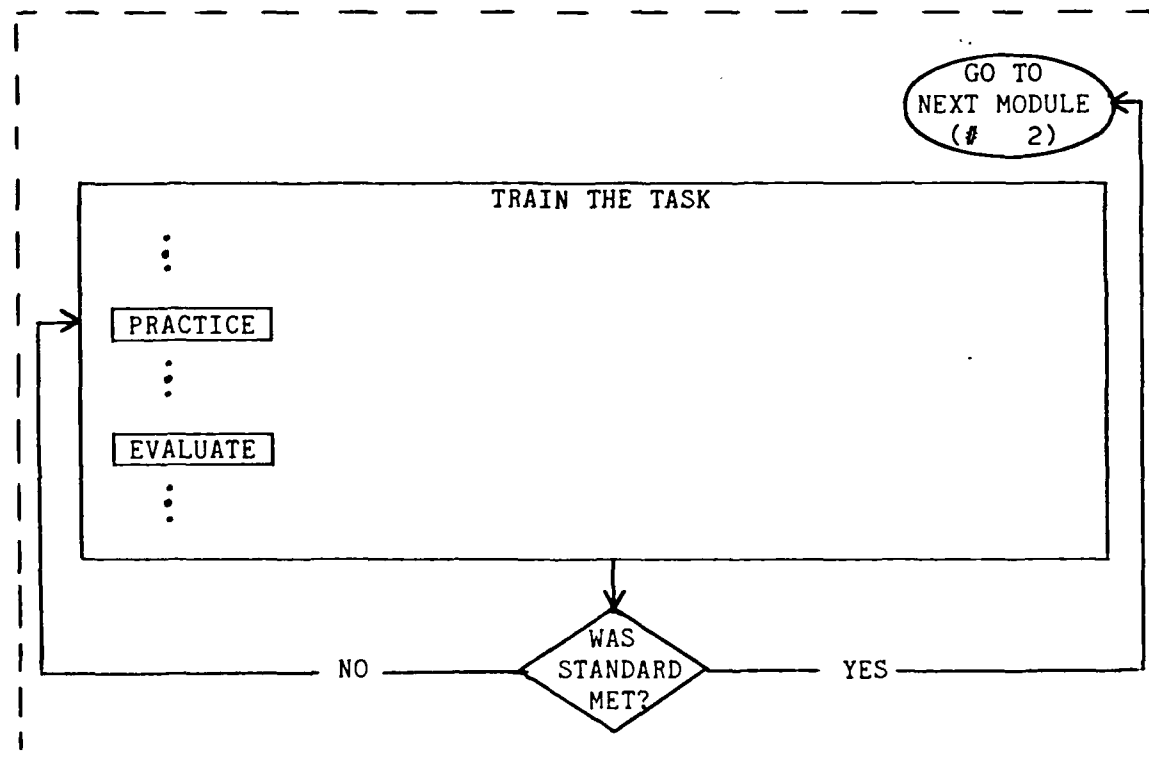 GO TO
NEXT MODULE
(# 2)
TRAIN THE TASK
PRACTICE
EVALUATE
WAS
STANDARD
MET?
NO
YES